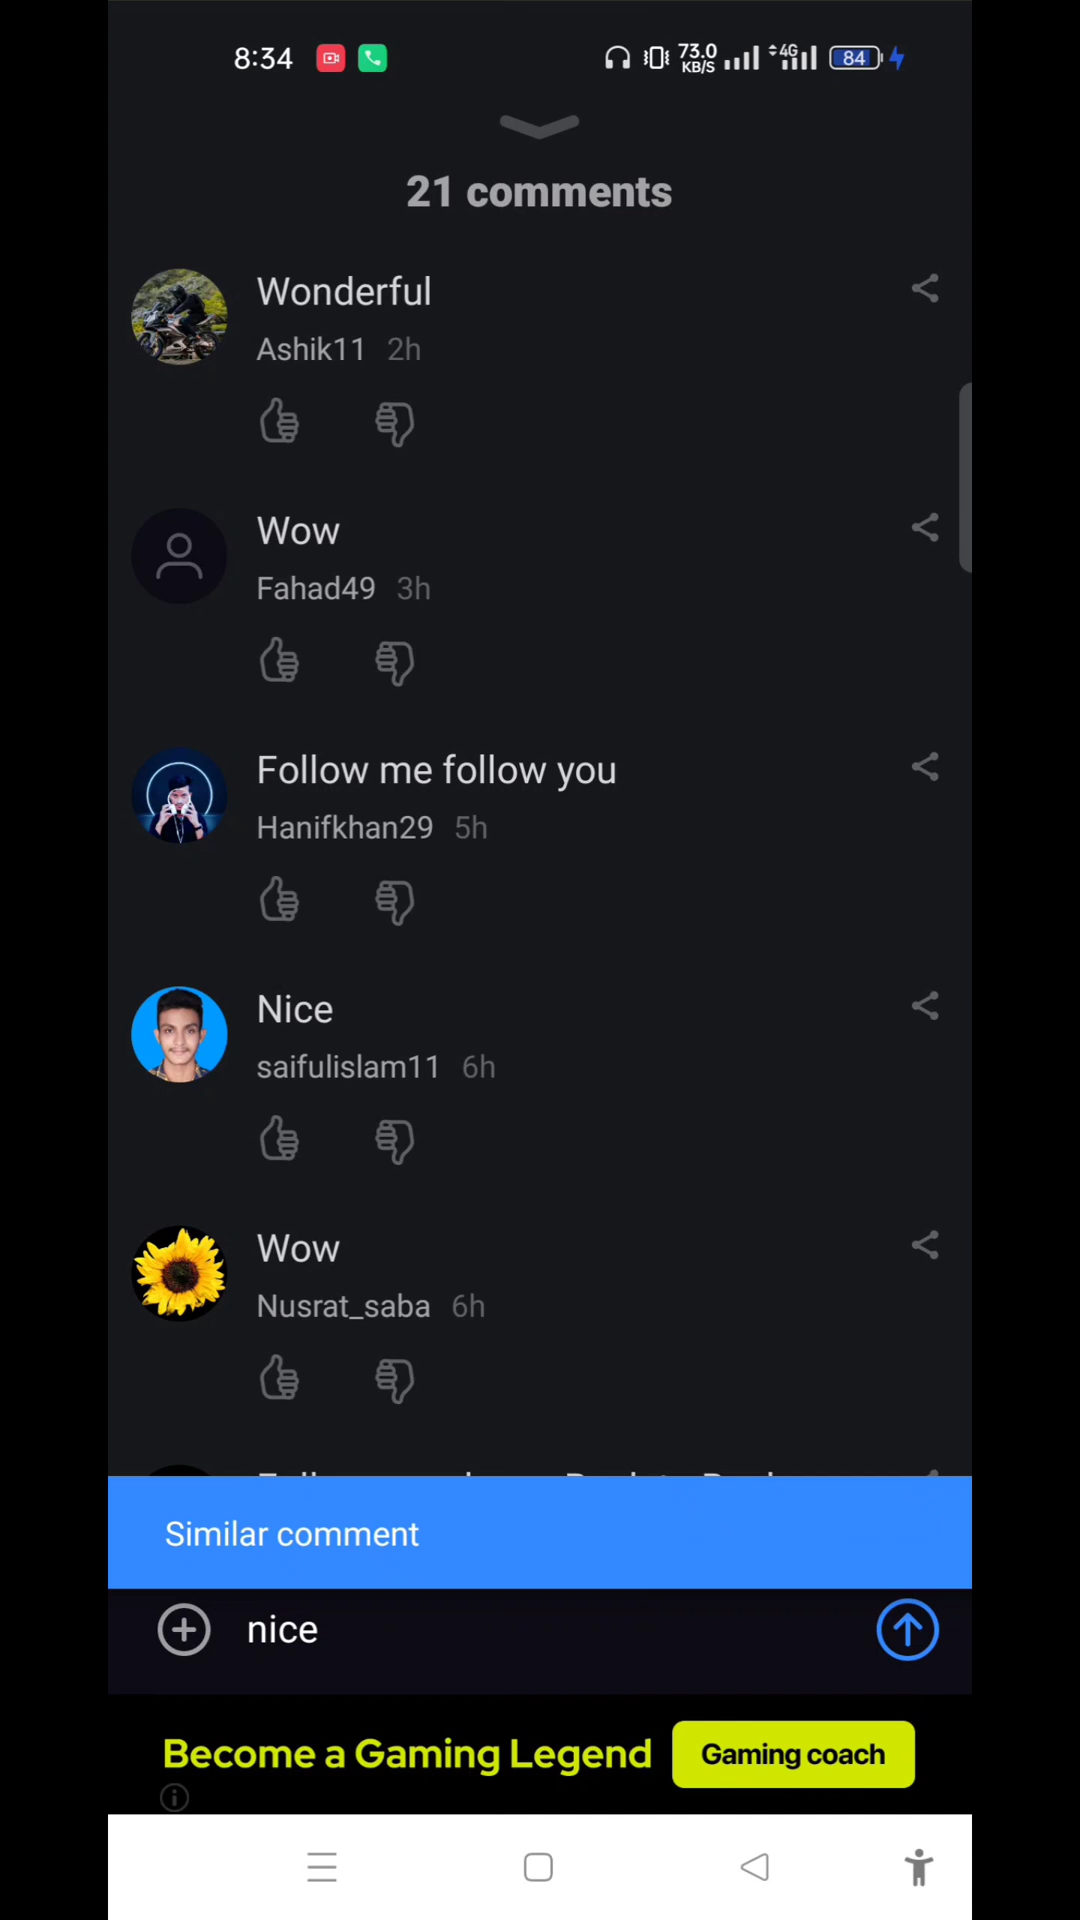 8:34 73.0 KB/S 4G 84
21 comments
Wonderful
Ashik11 2h
Wow
Fahad49 3h
Follow me follow you
Hanifkhan29 5h
Nice
saifulislam11 6h
Wow
Nusrat_saba 6h
Similar comment
nice
Become a Gaming Legend
Gaming coach